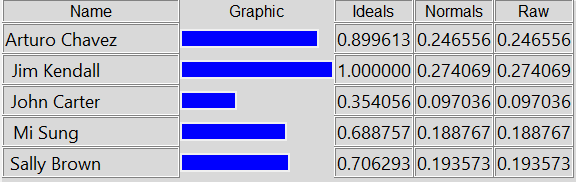 Name Graphic Ideals Normals Raw
Arturo Chavez 0.899613 0.246556 0.246556
Jim Kendall 1.000000 0.274069 0.274069
John Carter 0.354056 0.097036 0.097036
Mi Sung 0.688757 0.188767 0.188767
Sally Brown 0.706293 0.193573 0.193573